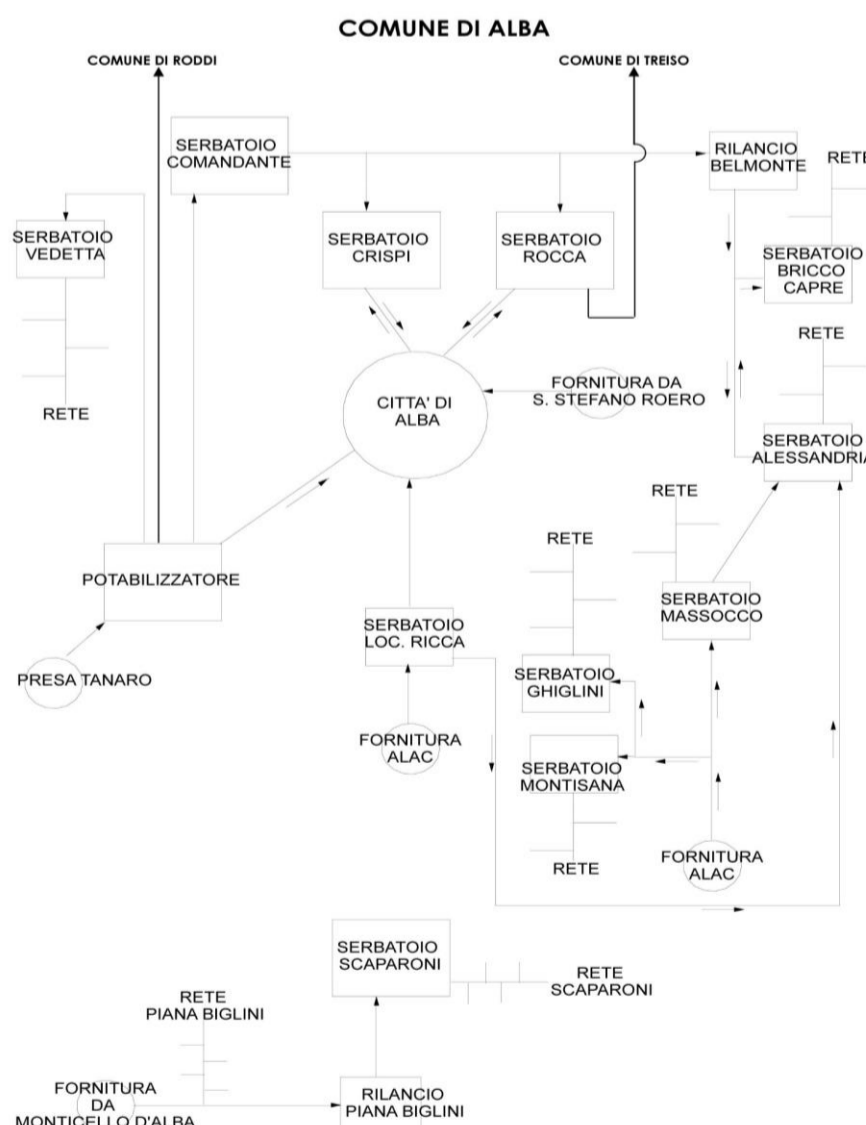 COMUNE DI ALBA
COMUNE DI RODDI
COMUNE DI TREISO
SERBATOIO
COMANDANTE
RILANCIO
BELMONTE
RETE
SERBATOIO
VEDETTA
SERBATOIO
CRISPI
SERBATOIO
ROCCA
SERBATOIO
BRICCO
CAPRE
RETE
RETE
CITTA' DI
ALBA
FORNITURA DA
S. STEFANO ROERO
SERBATOIO
ALESSANDRIA
RETE
RETE
POTABILIZZATORE
SERBATOIO
MASSOCCO
SERBATOIO
LOC. RICCA
PRESA TANARO
SERBATOIO
GHIGLINI
FORNITURA
ALAC
SERBATOIO
MONTISANA
RETE
FORNITURA
ALAC
SERBATOIO
SCAPARONI
RETE
SCAPARONI
RETE
PIANA BIGLINI
FORNITURA
DA
MONTICELLO D'ALBA
RILANCIO
PIANA BIGLINI